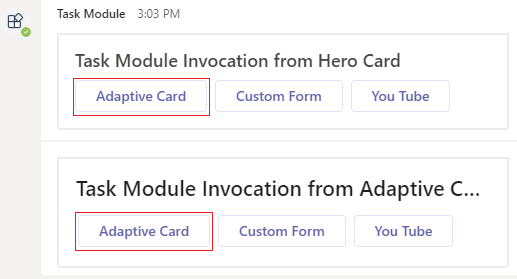 Task Module 3:03 PM
Task Module Invocation from Hero Card
Adaptive Card Custom Form You Tube
Task Module Invocation from Adaptive C...
Adaptive Card Custom Form You Tube